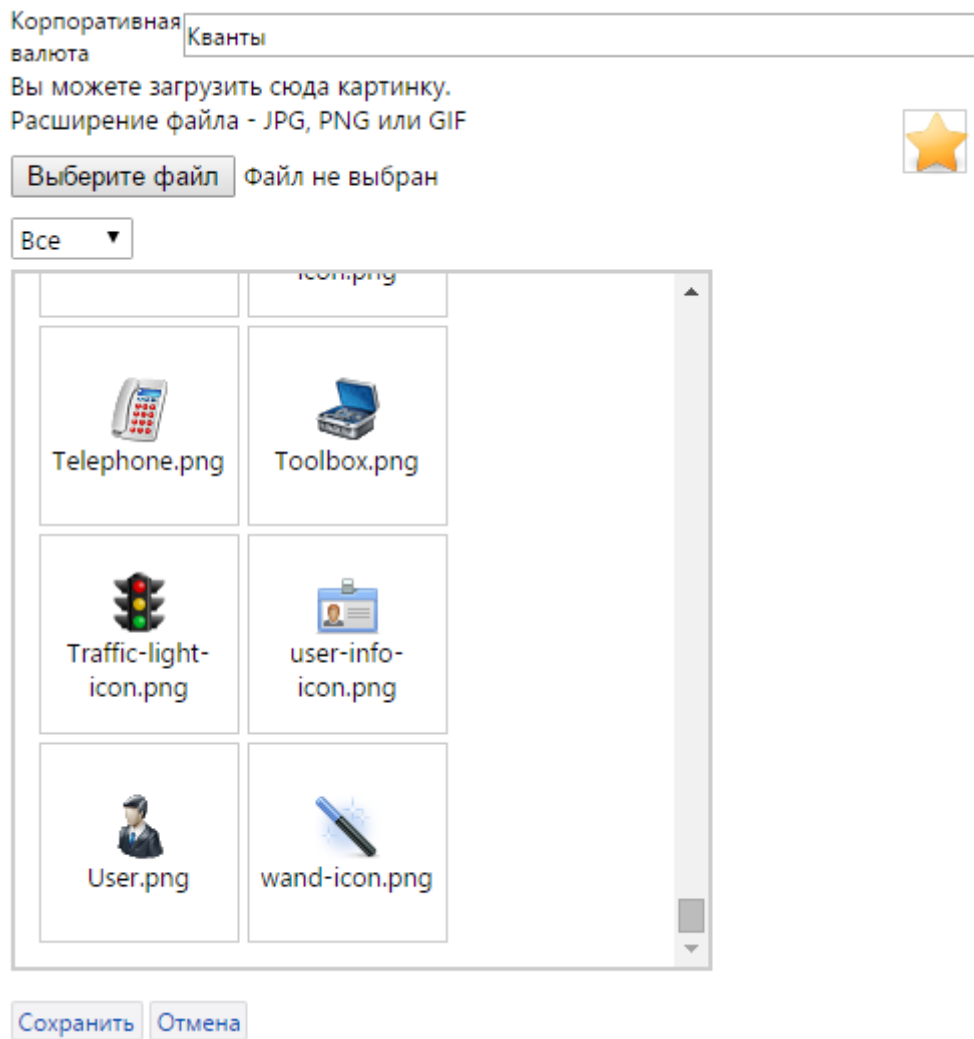 Корпоративная
валюта
Кванты
Вы можете загрузить сюда картинку.
Расширение файла - JPG, PNG или GIF
Выберите файл Файл не выбран
Все
icon.png
Telephone.png Toolbox.png
Traffic-light-
icon.png
user-info-
icon.png
User.png wand-icon.png
Сохранить Отмена